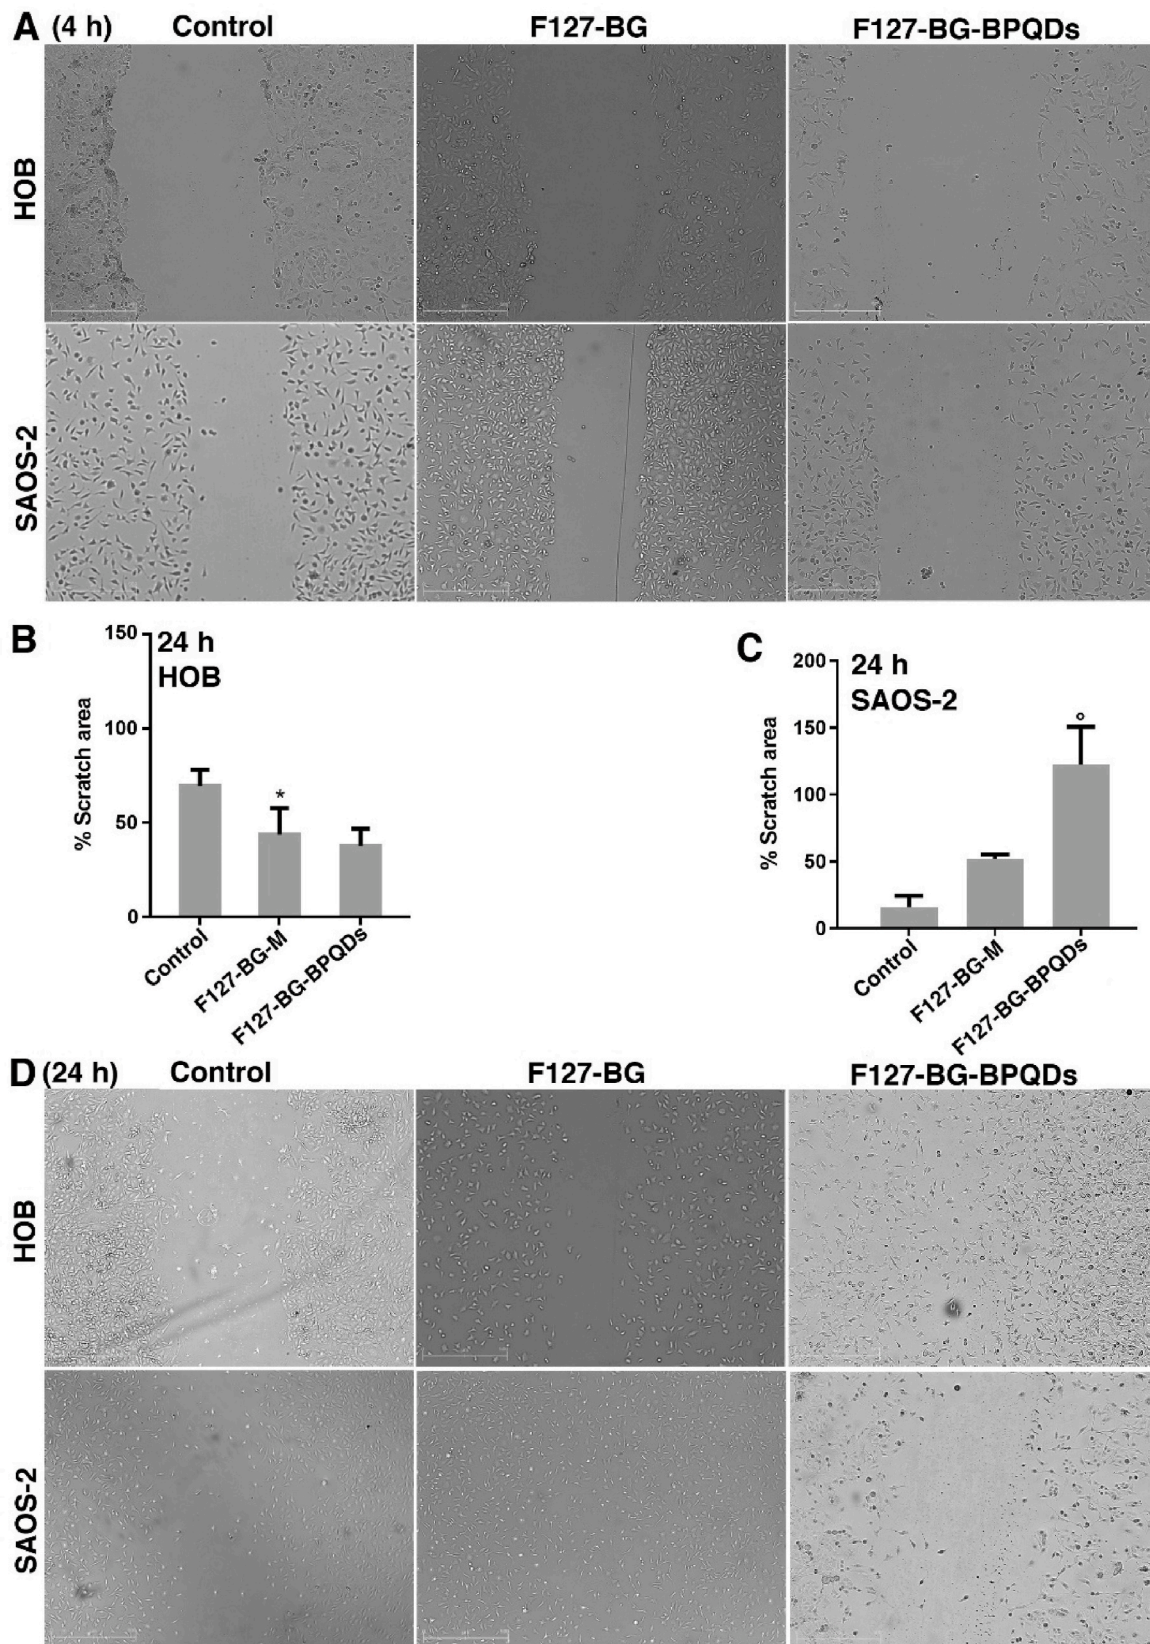 A (4 h) Control F127-BG F127-BG-BPQDs
HOB
SAOS-2
B
24 h
HOB
% Scratch area
150
100
50
0
Control
F127-BG-M
F127-BG-BPQDs
C
24 h
SAOS-2
% Scratch area
200
150
100
50
0
Control
F127-BG-M
F127-BG-BPQDs
*
°
D (24 h) Control F127-BG F127-BG-BPQDs
HOB
SAOS-2